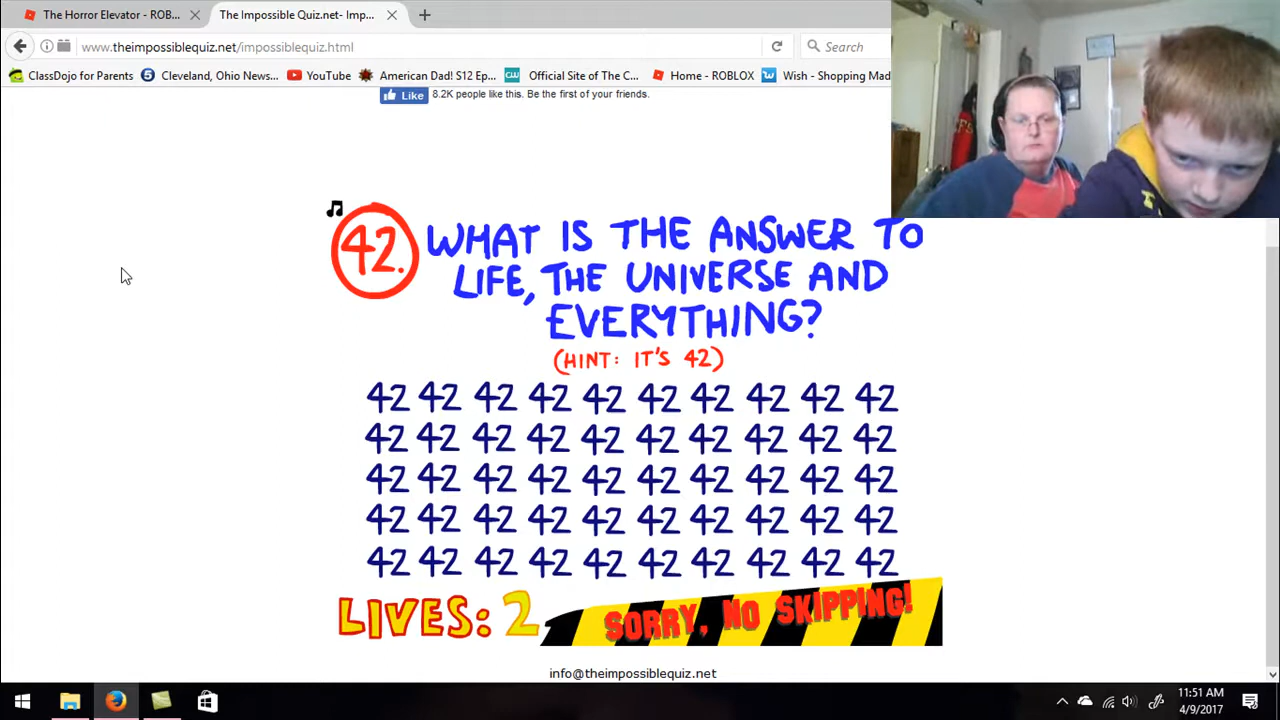 The Horror Elevator - ROB...
The Impossible Quiz.net- Imp...
www.theimpossiblequiz.net/impossiblequiz.html
Search
ClassDojo for Parents
Cleveland, Ohio News...
YouTube
American Dad! S12 Ep...
Official Site of The C...
Home - ROBLOX
Wish - Shopping Mad
Like
8.2K people like this. Be the first of your friends.
42. WHAT IS THE ANSWER TO
LIFE, THE UNIVERSE AND
EVERYTHING?
(HINT: IT'S 42)
42 42 42 42 42 42 42 42 42 42
42 42 42 42 42 42 42 42 42 42
42 42 42 42 42 42 42 42 42 42
42 42 42 42 42 42 42 42 42 42
42 42 42 42 42 42 42 42 42 42
LIVES: 2
SORRY, NO SKIPPING!
info@theimpossiblequiz.net
11:51 AM
4/9/2017